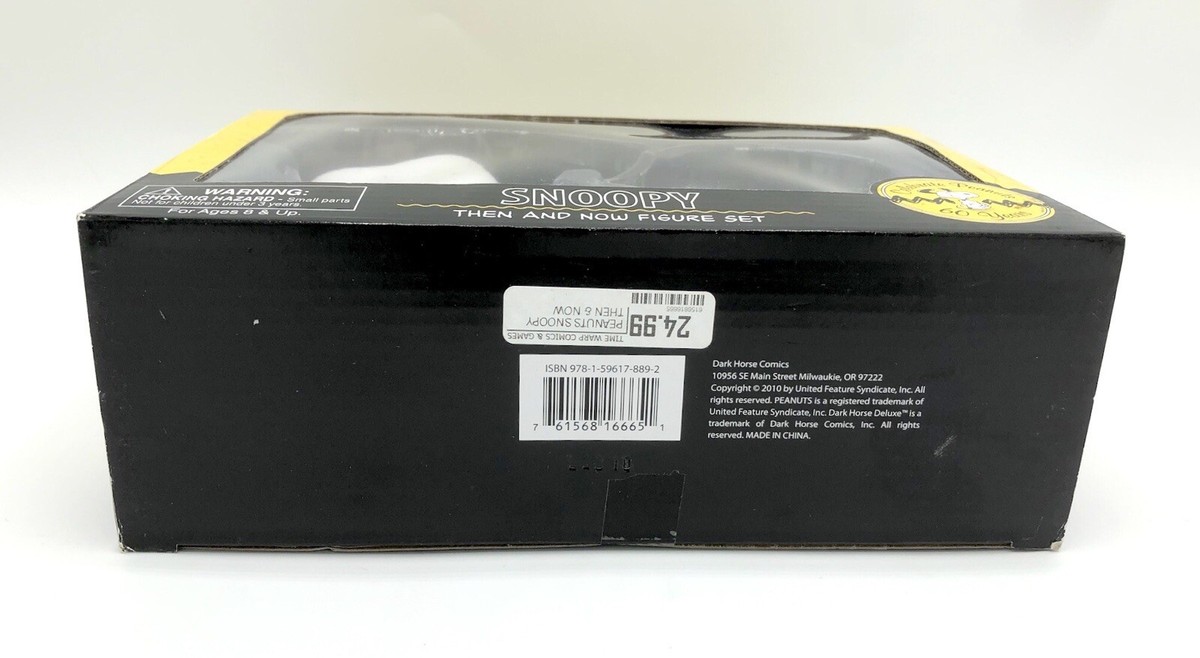 WARNING:
CHOKING HAZARD - Small parts
Not for children under 3 years.
For Ages 8 & Up.
SNOOPY
THEN AND NOW FIGURE SET
60 Years
TIME WARP COMICS & GAMES
PEANUTS SNOOPY
THEN & NOW
24.99
ISBN 978-1-59617-889-2
7 61568 16665 1
Dark Horse Comics
10956 SE Main Street Milwaukie, OR 97222
Copyright © 2010 by United Feature Syndicate, Inc. All
rights reserved. PEANUTS is a registered trademark of
United Feature Syndicate, Inc. Dark Horse Deluxe™ is a
trademark of Dark Horse Comics, Inc. All rights
reserved. MADE IN CHINA.